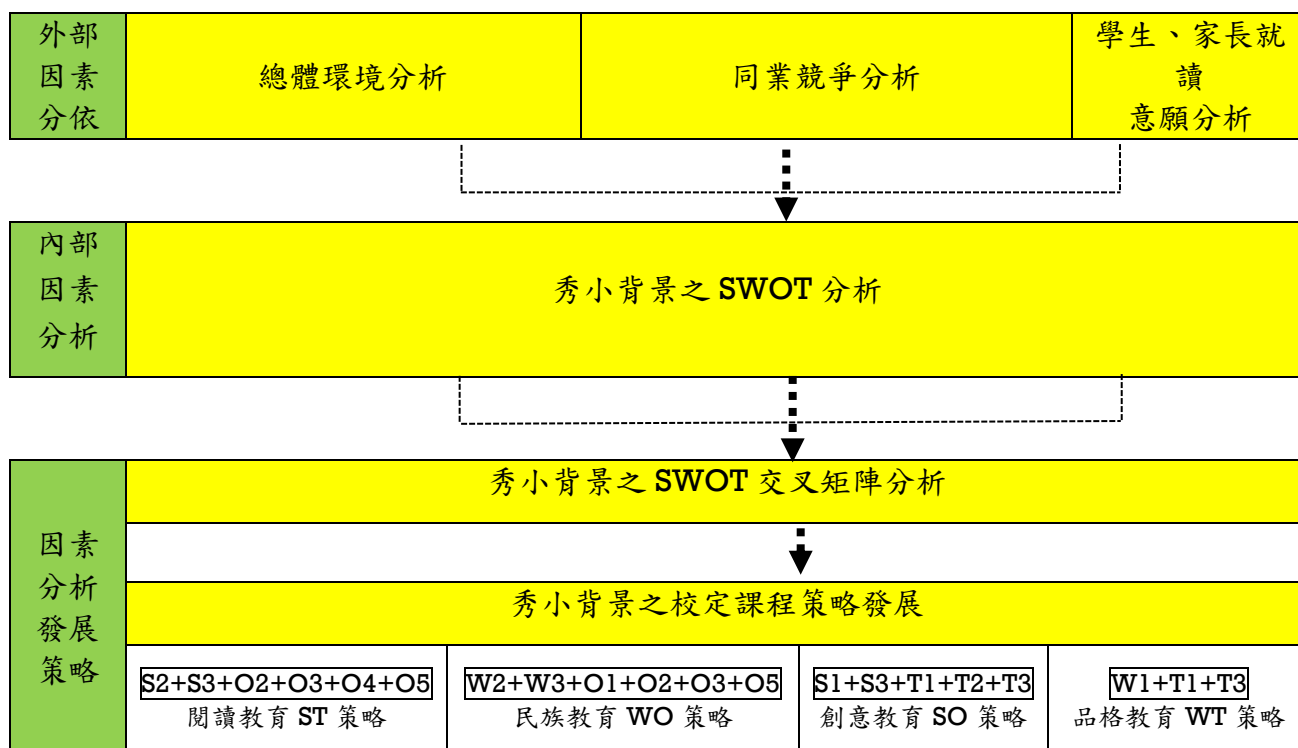 外部
因素
分依
總體環境分析
同業競爭分析
學生、家長就
讀
意願分析
內部
因素
分析
秀小背景之 SWOT 分析
因素
分析
發展
策略
秀小背景之 SWOT 交叉矩陣分析
秀小背景之校定課程策略發展
S2+S3+O2+O3+O4+O5
閱讀教育 ST 策略
W2+W3+O1+O2+O3+O5
民族教育 WO 策略
S1+S3+T1+T2+T3
創意教育 SO 策略
W1+T1+T3
品格教育 WT 策略